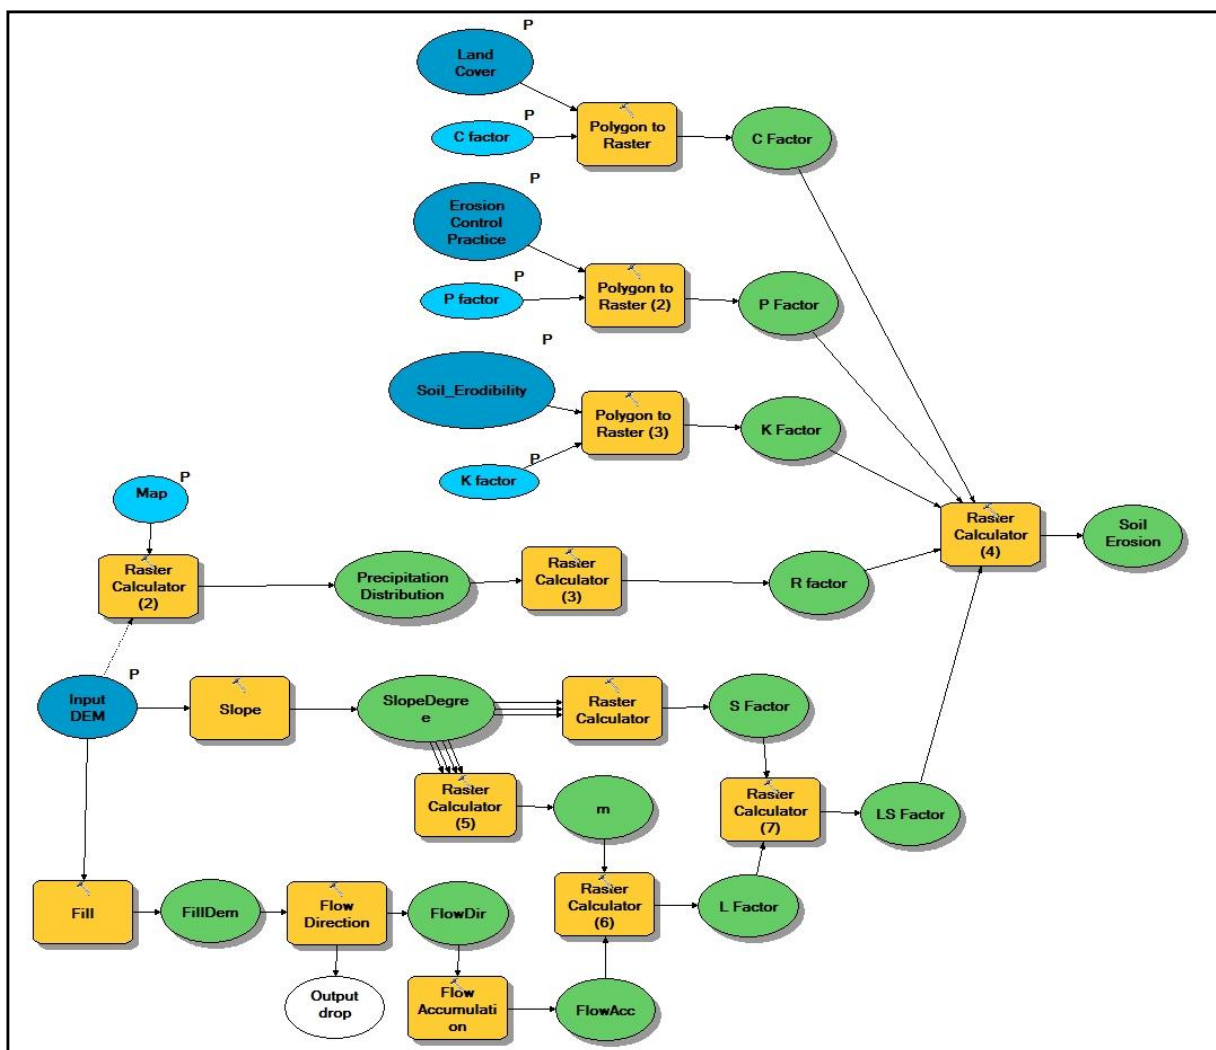 P
Land
Cover
P
C factor
Polygon to
Raster
C Factor
P
Erosion
Control
Practice
P
P factor
Polygon to
Raster (2)
P Factor
P
Soil_Erodibility
Polygon to
Raster (3)
K Factor
P
K factor
P
Map
Raster
Calculator
(2)
Precipitation
Distribution
Raster
Calculator
(3)
R factor
Raster
Calculator
(4)
Soil
Erosion
P
Input
DEM
Slope
SlopeDegre
e
Raster
Calculator
S Factor
Raster
Calculator
(5)
m
Raster
Calculator
(7)
LS Factor
Fill
FillDem
Flow
Direction
FlowDir
Raster
Calculator
(6)
L Factor
Output
drop
Flow
Accumulati
on
FlowAcc